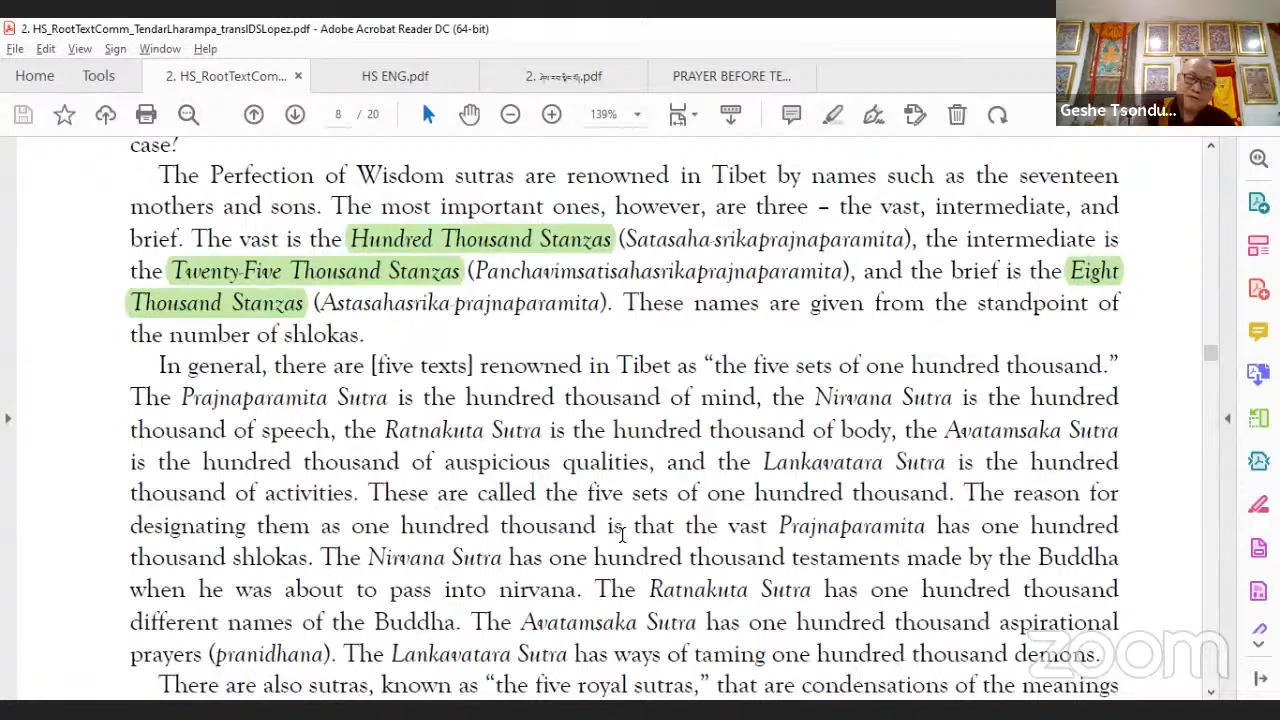 2. HS_RootTextComm_TendarLharampa_translDSLopez.pdf - Adobe Acrobat Reader DC (64-bit)
File Edit View Sign Window Help
Home Tools 2. HS_RootTextCom... × HS ENG.pdf PRAYER BEFORE TE...
8 / 20 139%
Geshe Tsondu...
case?
The Perfection of Wisdom sutras are renowned in Tibet by names such as the seventeen
mothers and sons. The most important ones, however, are three – the vast, intermediate, and
brief. The vast is the Hundred Thousand Stanzas (Satasaha-srikaprajnaparamita), the intermediate is
the Twenty-Five Thousand Stanzas (Panchavimsatisahasrikaprajnaparamita), and the brief is the Eight
Thousand Stanzas (Astasahasrika-prajnaparamita). These names are given from the standpoint of
the number of shlokas.
In general, there are [five texts] renowned in Tibet as “the five sets of one hundred thousand.”
The Prajnaparamita Sutra is the hundred thousand of mind, the Nirvana Sutra is the hundred
thousand of speech, the Ratnakuta Sutra is the hundred thousand of body, the Avatamsaka Sutra
is the hundred thousand of auspicious qualities, and the Lankavatara Sutra is the hundred
thousand of activities. These are called the five sets of one hundred thousand. The reason for
designating them as one hundred thousand is that the vast Prajnaparamita has one hundred
thousand shlokas. The Nirvana Sutra has one hundred thousand testaments made by the Buddha
when he was about to pass into nirvana. The Ratnakuta Sutra has one hundred thousand
different names of the Buddha. The Avatamsaka Sutra has one hundred thousand aspirational
prayers (pranidhana). The Lankavatara Sutra has ways of taming one hundred thousand demons.
There are also sutras, known as “the five royal sutras,” that are condensations of the meanings
zoom